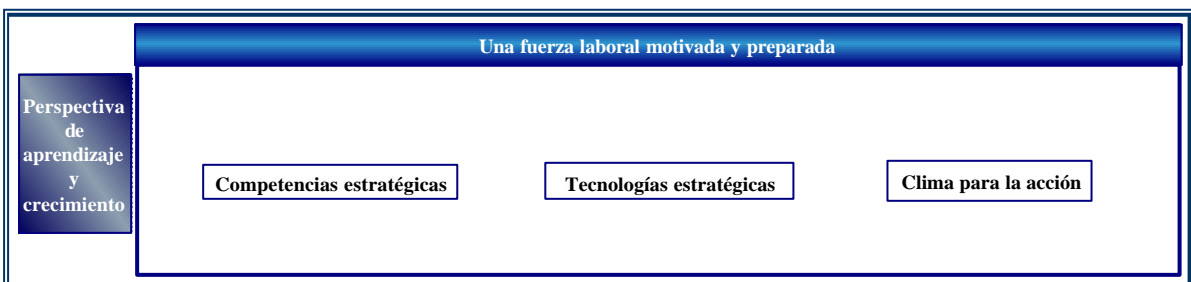 Una fuerza laboral motivada y preparada
Perspectiva
de
aprendizaje
y
crecimiento
Competencias estratégicas
Tecnologías estratégicas
Clima para la acción